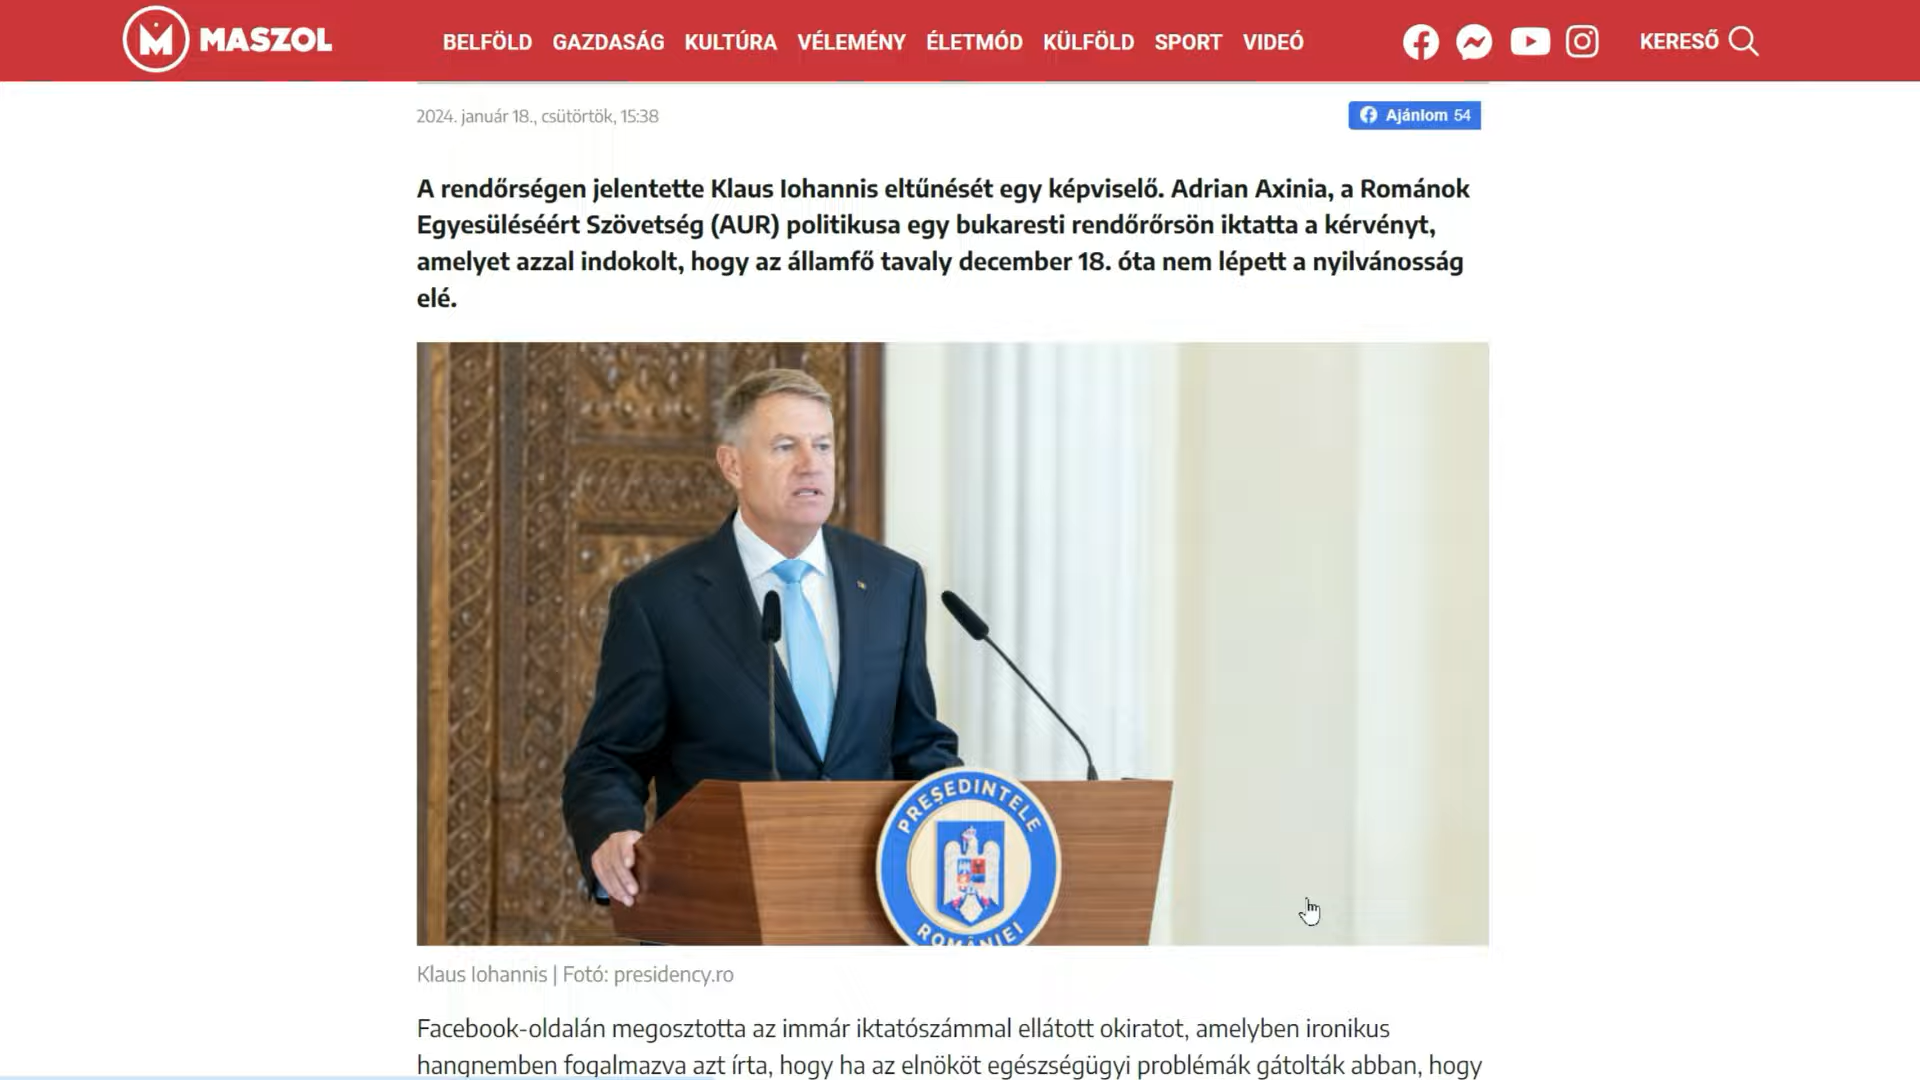 MASZOL
BELFÖLD GAZDASÁG KULTÚRA VÉLEMÉNY ÉLETMÓD KÜLFÖLD SPORT VIDEÓ
KERESŐ
2024. január 18., csütörtök, 15:38
Ajánlom 54
A rendőrségen jelentette Klaus Iohannis eltűnését egy képviselő. Adrian Axinia, a Románok
Egyesüléséért Szövetség (AUR) politikusa egy bukaresti rendőrörsön iktatta a kérvényt,
amelyet azzal indokolt, hogy az államfő tavaly december 18. óta nem lépett a nyilvánosság
elé.
PREȘEDINTELE
ROMÂNIEI
Klaus Iohannis | Fotó: presidency.ro
Facebook-oldalán megosztotta az immár iktatószámmal ellátott okiratot, amelyben ironikus
hangnemben fogalmazva azt írta, hogy ha az elnököt egészségügyi problémák gátolták abban, hogy